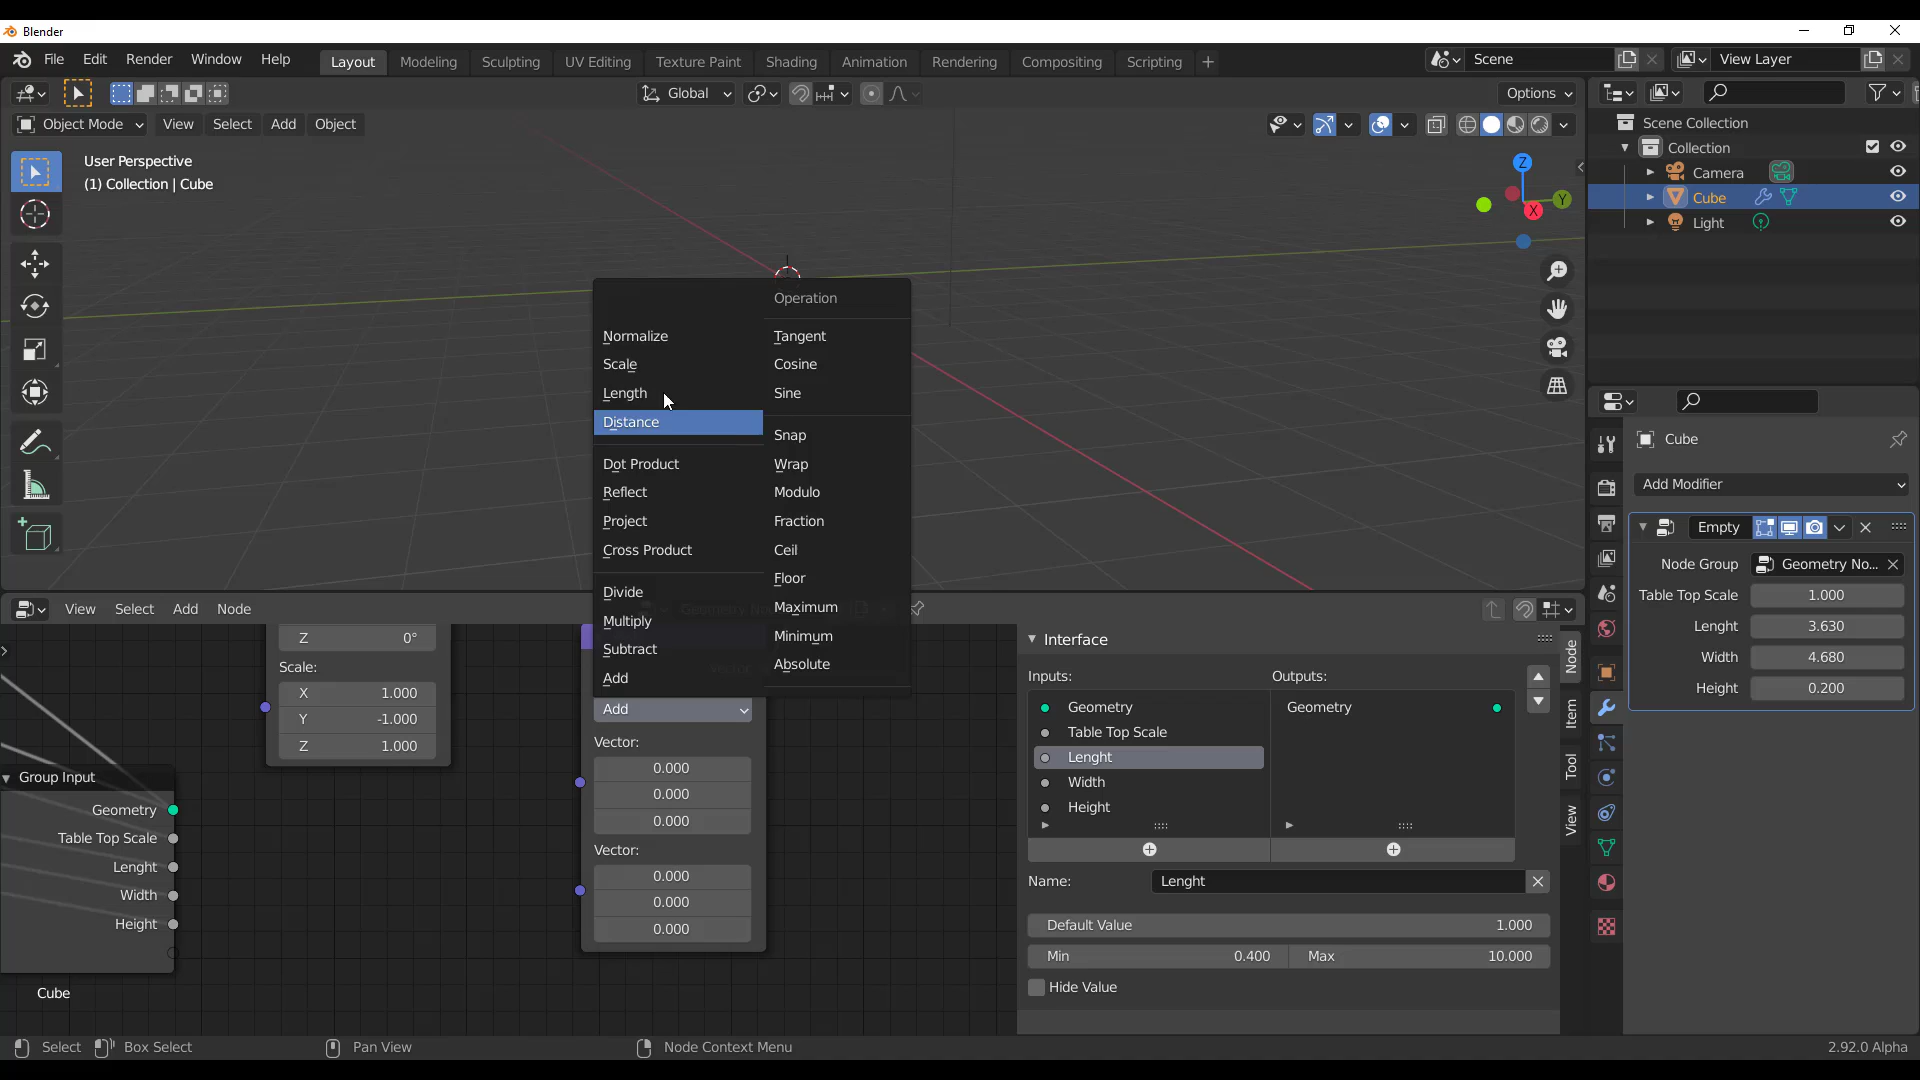 Blender
File Edit Render Window Help Layout Modeling Sculpting UV Editing Texture Paint Shading Animation Rendering Compositing Scripting + Scene View Layer
Global Options
Object Mode View Select Add Object
User Perspective
(1) Collection | Cube
Z
Y
X
Scene Collection
Collection
Camera
Cube
Light
Operation
Normalize Tangent
Scale Cosine
Length Sine
Distance
Snap
Dot Product Wrap
Reflect Modulo
Project Fraction
Cross Product Ceil
Divide Floor
Multiply Maximum
Subtract Minimum
Add Absolute
Cube
Add Modifier
Empty
Node Group Geometry No...
Table Top Scale 1.000
Lenght 3.630
Width 4.680
Height 0.200
View Select Add Node
Z 0°
Scale:
X 1.000
Y -1.000
Z 1.000
Group Input
Geometry
Table Top Scale
Lenght
Width
Height
Cube
Add
Vector:
0.000
0.000
0.000
Vector:
0.000
0.000
0.000
Interface
Inputs: Outputs:
Geometry Geometry
Table Top Scale
Lenght
Width
Height
Name: Lenght
Default Value 1.000
Min 0.400 Max 10.000
Hide Value
Node
Item
Tool
View
Select Box Select Pan View Node Context Menu 2.92.0 Alpha